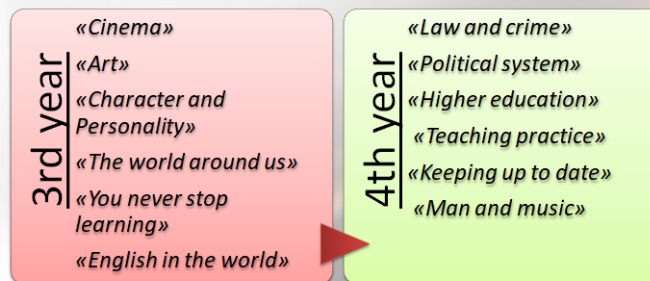 3rd year
«Cinema»
«Art»
«Character and
Personality»
«The world around us»
«You never stop
learning»
«English in the world»
4th year
«Law and crime»
«Political system»
«Higher education»
«Teaching practice»
«Keeping up to date»
«Man and music»